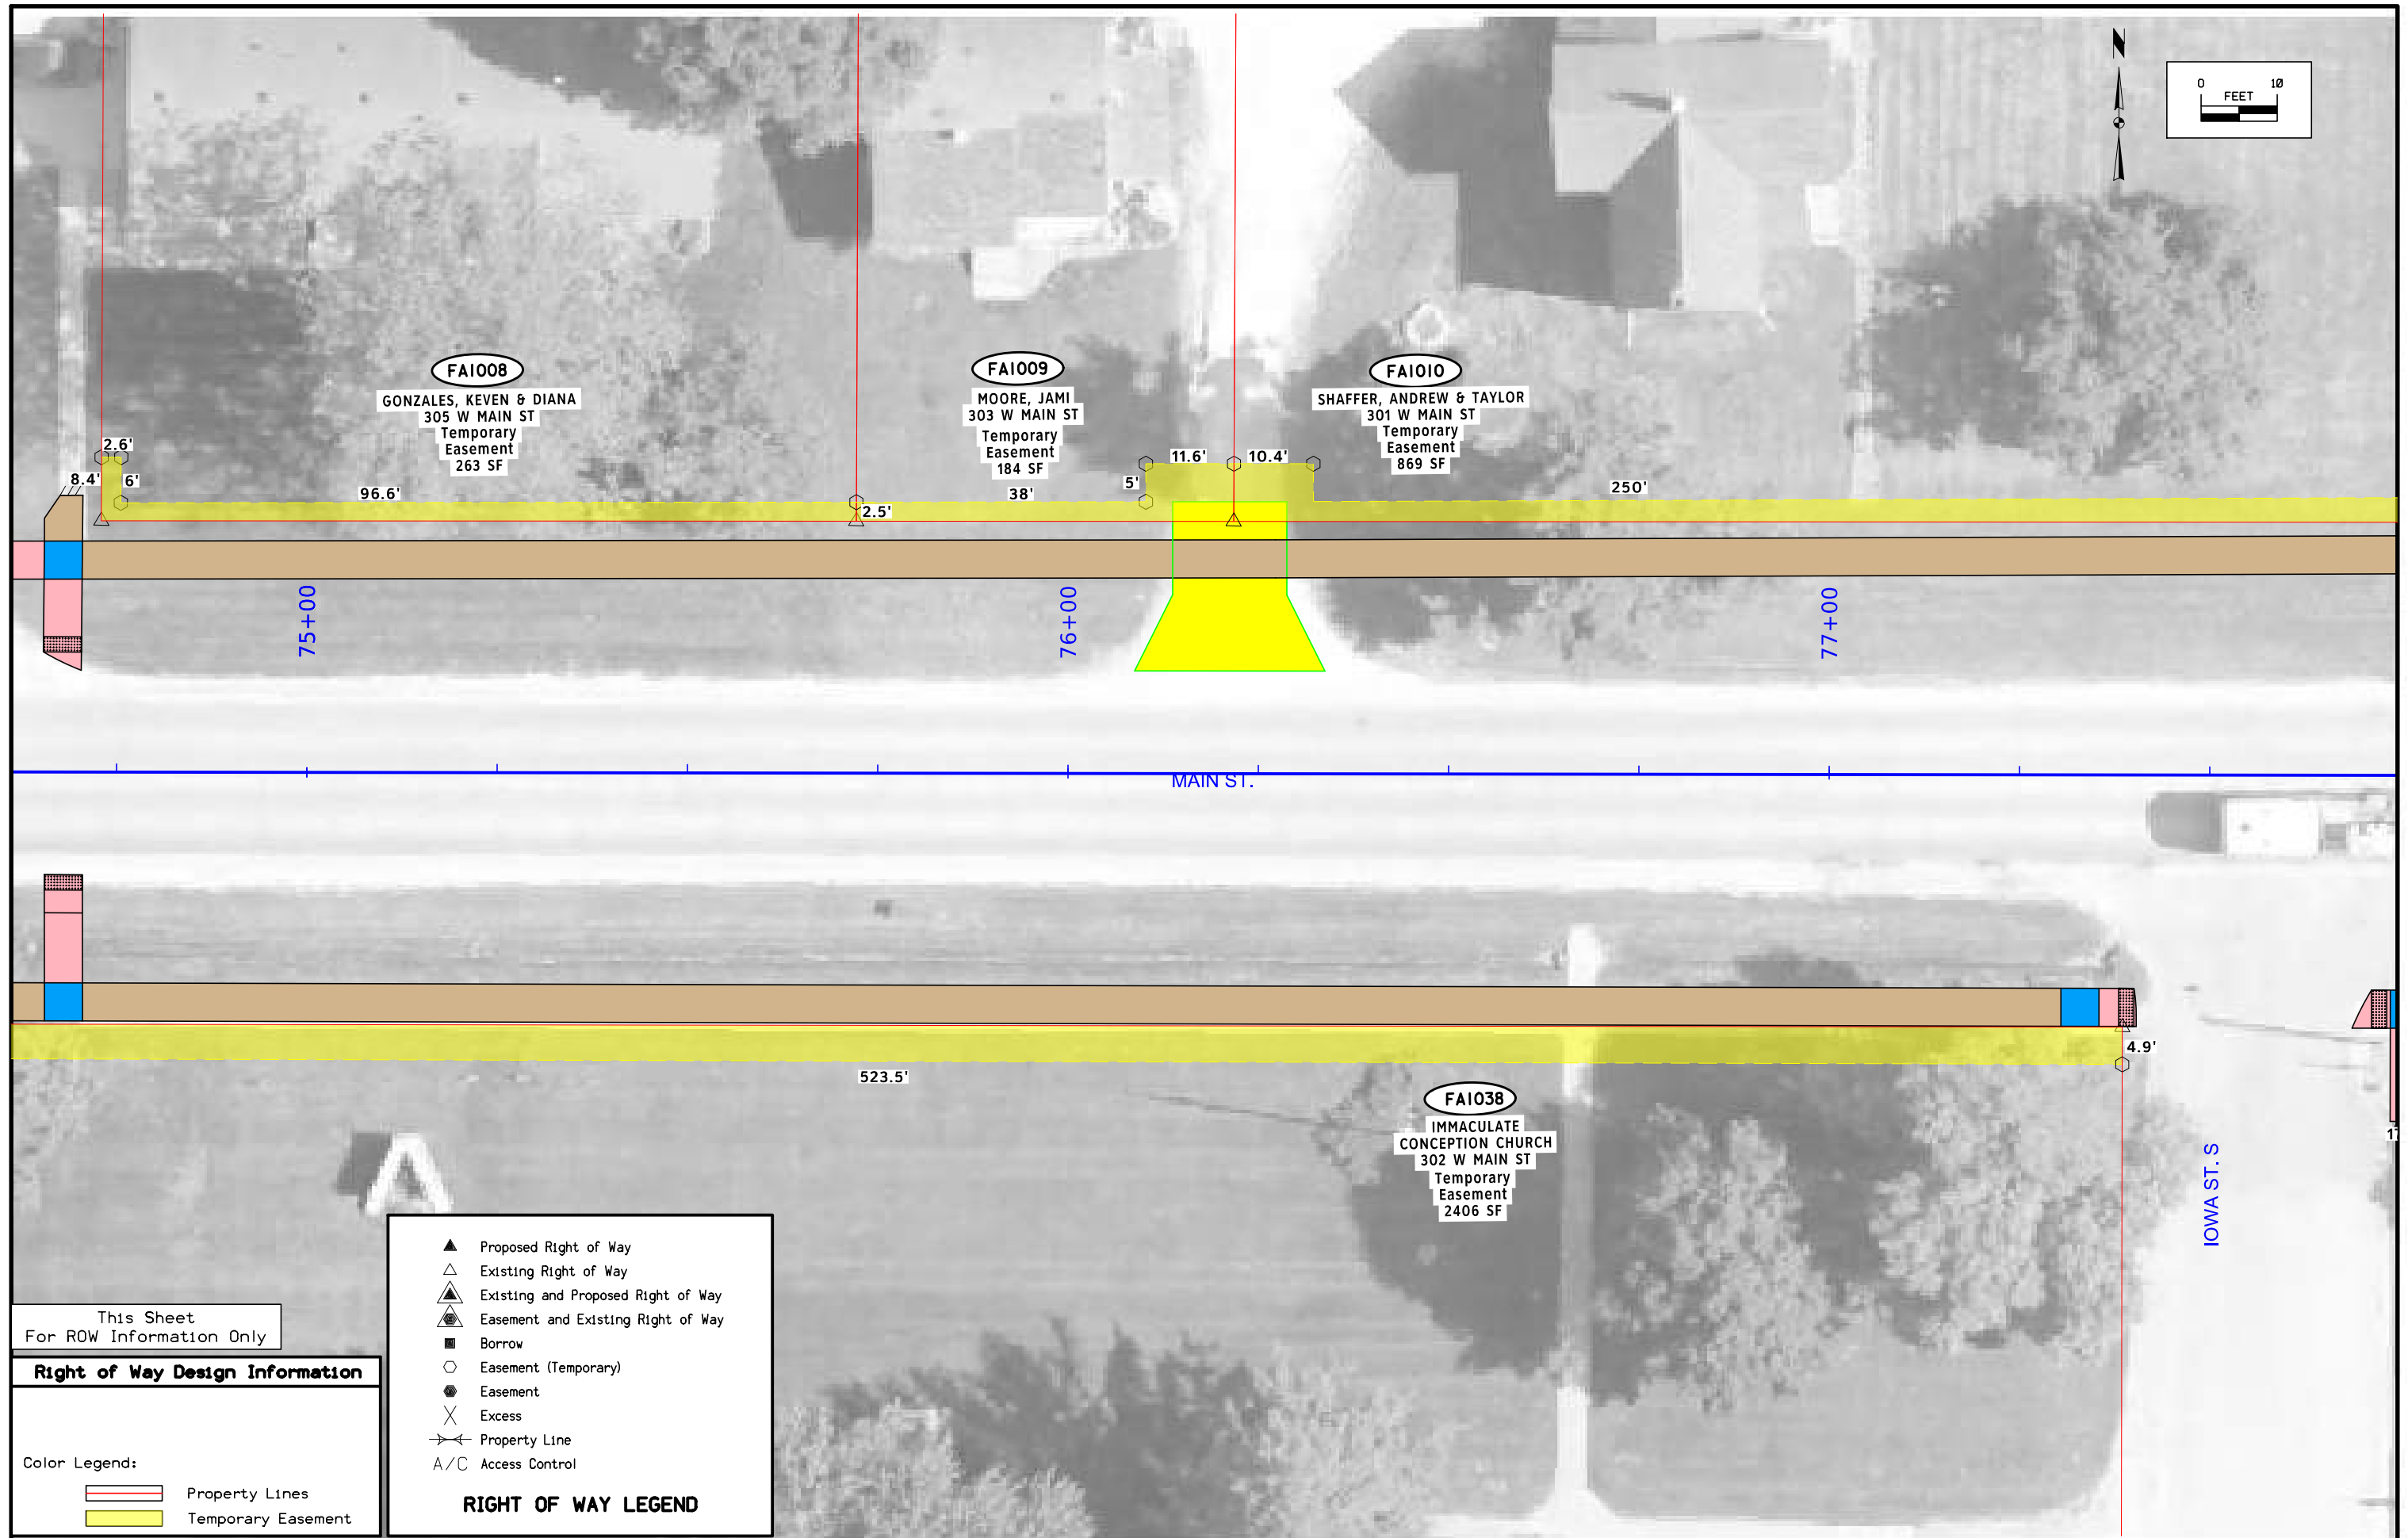 N
0 10
FEET
FA1008
GONZALES, KEVEN & DIANA
305 W MAIN ST
Temporary
Easement
263 SF
FA1009
MOORE, JAMI
303 W MAIN ST
Temporary
Easement
184 SF
FA1010
SHAFFER, ANDREW & TAYLOR
301 W MAIN ST
Temporary
Easement
869 SF
2.6'
8.4'
6'
96.6'
2.5'
38'
5'
11.6'
10.4'
250'
75+00
76+00
77+00
MAIN ST.
4.9'
523.5'
FA1038
IMMACULATE
CONCEPTION CHURCH
302 W MAIN ST
Temporary
Easement
2406 SF
IOWA ST. S
Proposed Right of Way
Existing Right of Way
Existing and Proposed Right of Way
Easement and Existing Right of Way
Borrow
Easement (Temporary)
Easement
Excess
Property Line
A/C Access Control
RIGHT OF WAY LEGEND
This Sheet
For ROW Information Only
Right of Way Design Information
Color Legend:
Property Lines
Temporary Easement